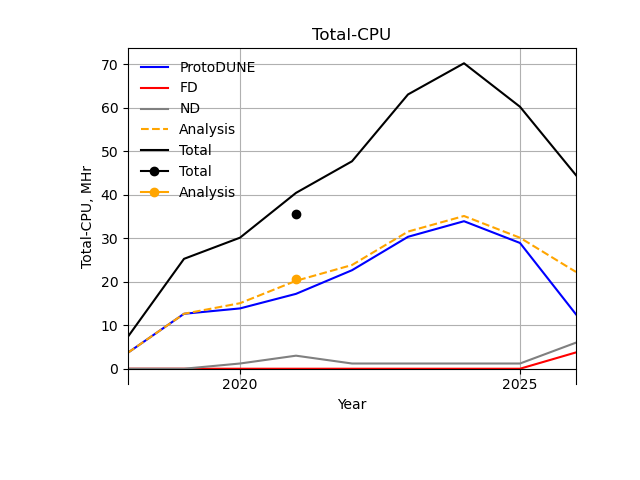 Total-CPU
ProtoDUNE
FD
ND
Analysis
Total
Total
Analysis
70
60
50
40
30
20
10
0
Total-CPU, MHr
2020 2025
Year